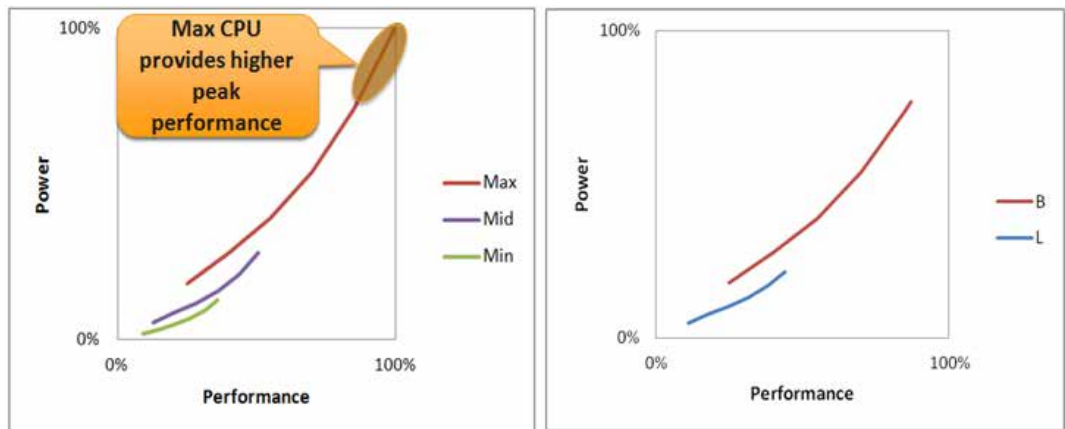 100%
Max CPU
provides higher
peak
performance
Power
Max
Mid
Min
0%
0%
100%
Performance
100%
Power
B
L
0%
0%
100%
Performance